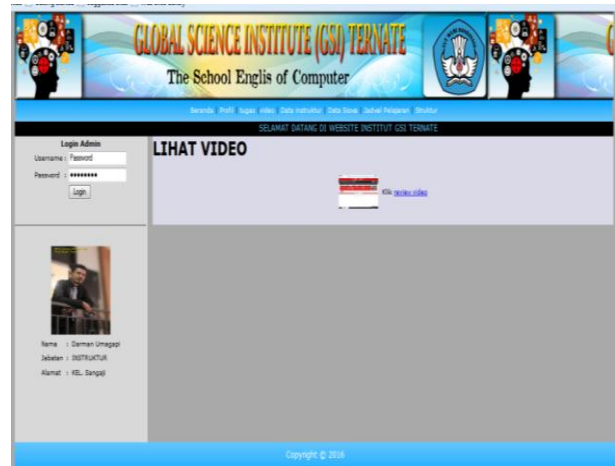 GLOBAL SCIENCE INSTITUTE (GSI) TERNATE
The School Englis of Computer
Beranda Profil tugas video Data Instruktur Data Siswa Jadwal Pelajaran Struktur
SELAMAT DATANG DI WEBSITE INSTITUT GSI TERNATE
Login Admin
Username : Password
Password : ●●●●●●●●
Login
LIHAT VIDEO
Klik review video
Nama : Darman Umagapi
Jabatan : INSTRUKTUR
Alamat : KEL. Sangaji
Copyright © 2016